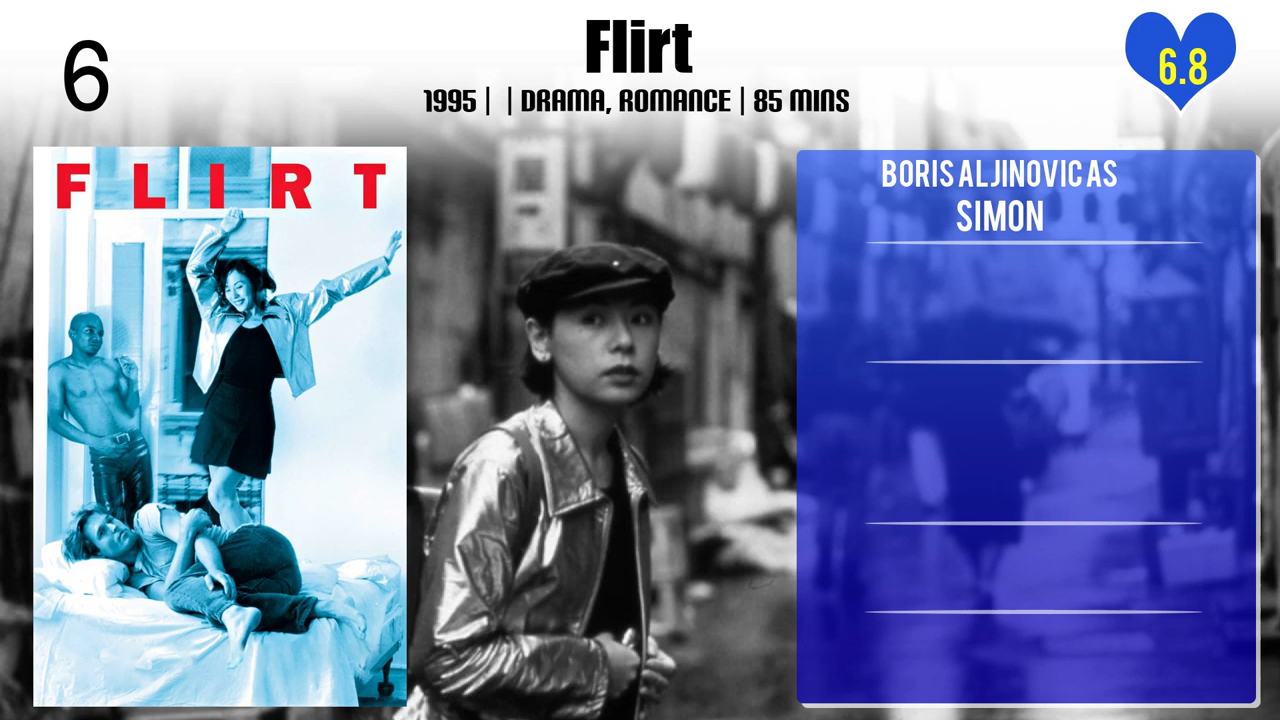 6
Flirt
6.8
1995 | | DRAMA, ROMANCE | 85 MINS
FLIRT
BORIS ALJINOVIC AS
SIMON